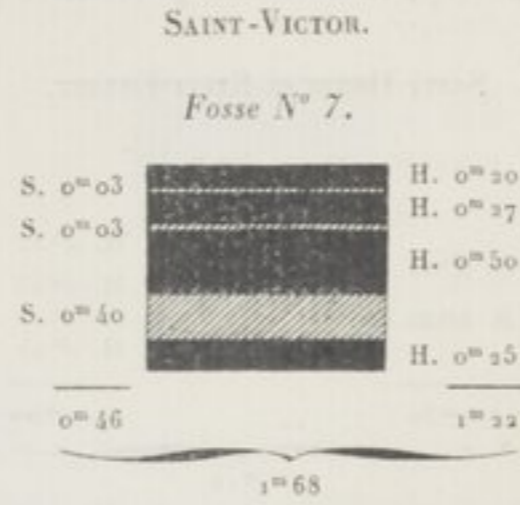 SAINT-VICTOR.
Fosse Nº 7.
H. 0ᵐ 20
S. 0ᵐ 03
H. 0ᵐ 27
S. 0ᵐ 03
H. 0ᵐ 50
S. 0ᵐ 40
H. 0ᵐ 25
0ᵐ 46 1ᵐ 22
1ᵐ 68